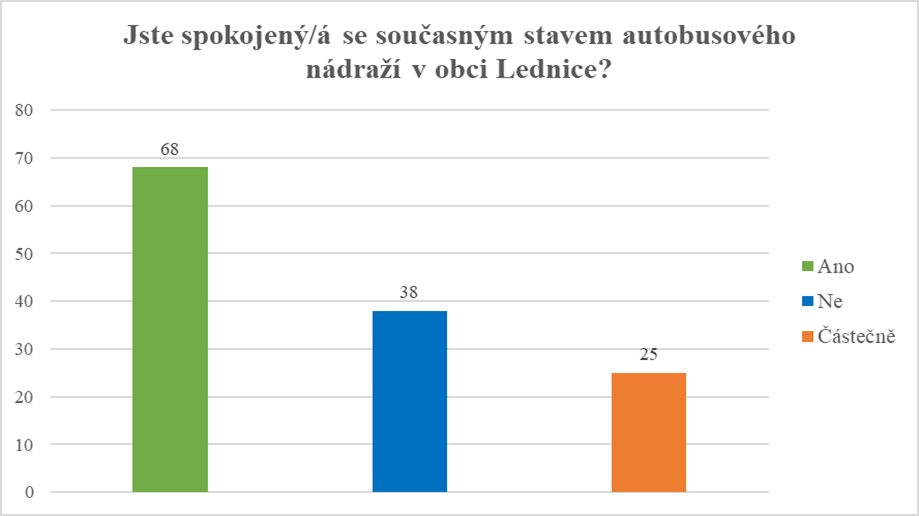 Jste spokojený/á se současným stavem autobusového
nádraží v obci Lednice?
80
70
60
50
40
30
20
10
0
68
38
25
Ano
Ne
Částečně